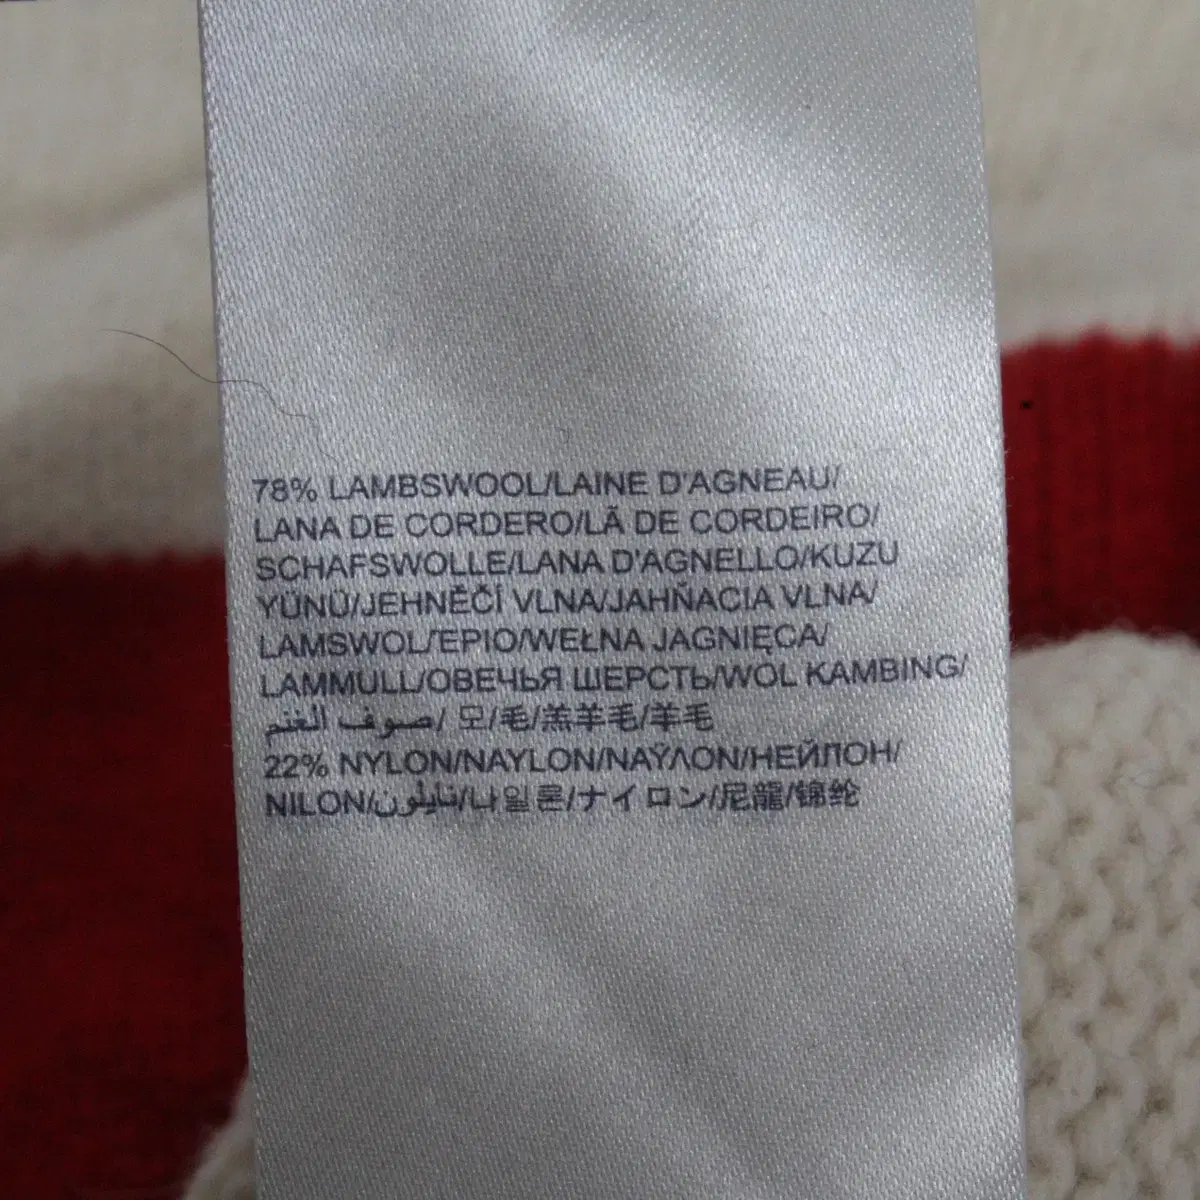 78% LAMBSWOOL/LAINE D'AGNEAU/
LANA DE CORDERO/LÃ DE CORDEIRO/
SCHAFSWOLLE/LANA D'AGNELLO/KUZU
YÜNÜ/JEHNĚČÍ VLNA/JAHŇACIA VLNA/
LAMSWOL/ΈΡΙΟ/WEŁNA JAGNIĘCA/
LAMMULL/ОВЕЧЬЯ ШЕРСТЬ/WOL KAMBING/
صوف الغنم/ 모/毛/羔羊毛/羊毛
22% NYLON/NAYLON/ΝΑΫΛΟΝ/НЕЙЛОН/
NILON/نايلون/나일론/ナイロン/尼龍/锦纶